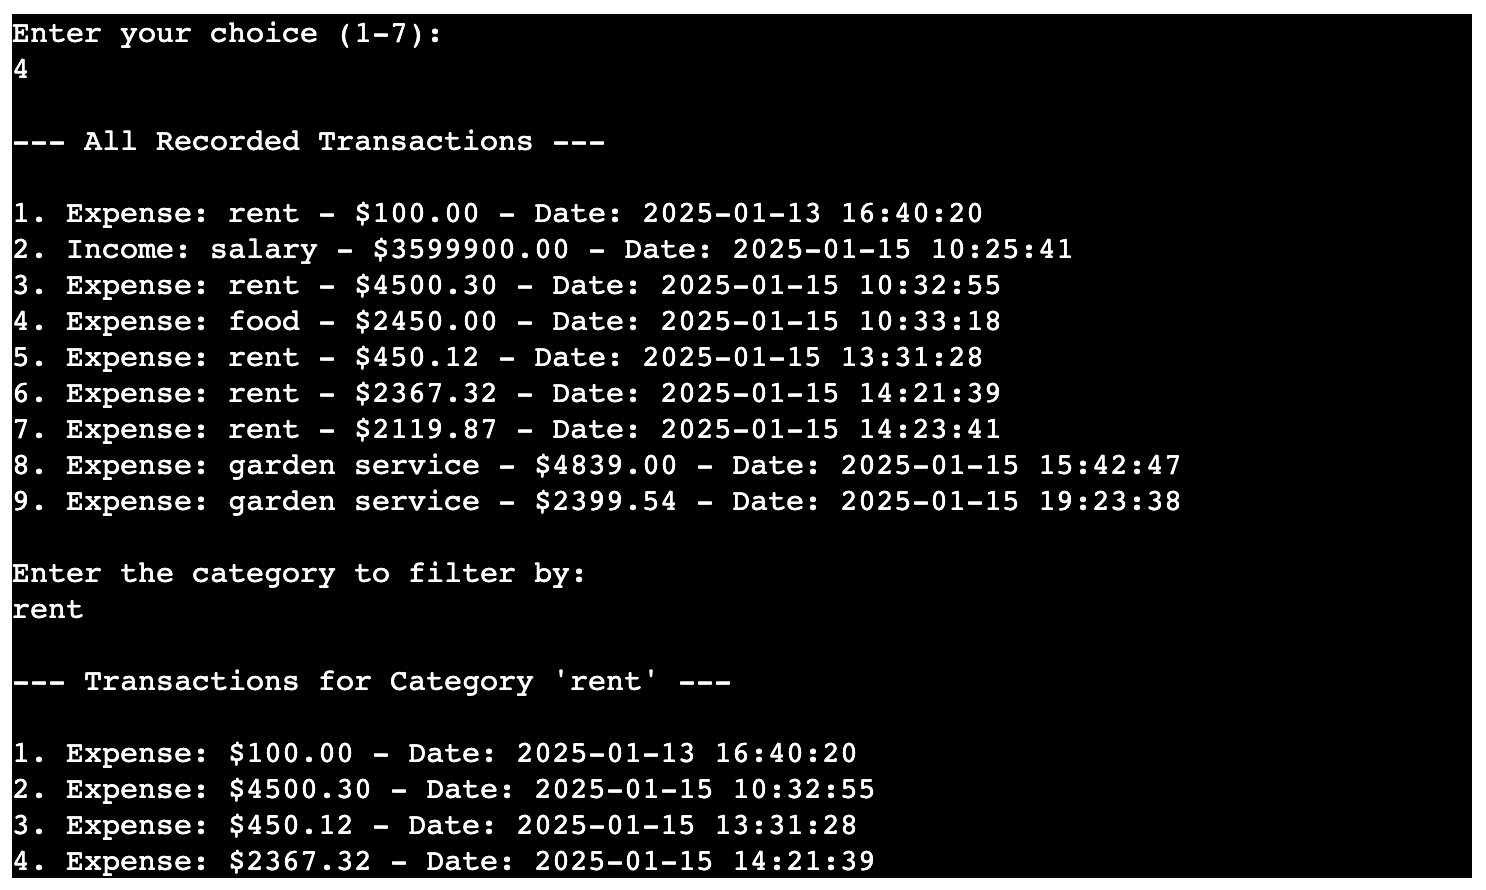 Enter your choice (1-7):
4
--- All Recorded Transactions ---
1. Expense: rent - $100.00 - Date: 2025-01-13 16:40:20
2. Income: salary - $3599900.00 - Date: 2025-01-15 10:25:41
3. Expense: rent - $4500.30 - Date: 2025-01-15 10:32:55
4. Expense: food - $2450.00 - Date: 2025-01-15 10:33:18
5. Expense: rent - $450.12 - Date: 2025-01-15 13:31:28
6. Expense: rent - $2367.32 - Date: 2025-01-15 14:21:39
7. Expense: rent - $2119.87 - Date: 2025-01-15 14:23:41
8. Expense: garden service - $4839.00 - Date: 2025-01-15 15:42:47
9. Expense: garden service - $2399.54 - Date: 2025-01-15 19:23:38
Enter the category to filter by:
rent
--- Transactions for Category 'rent' ---
1. Expense: $100.00 - Date: 2025-01-13 16:40:20
2. Expense: $4500.30 - Date: 2025-01-15 10:32:55
3. Expense: $450.12 - Date: 2025-01-15 13:31:28
4. Expense: $2367.32 - Date: 2025-01-15 14:21:39